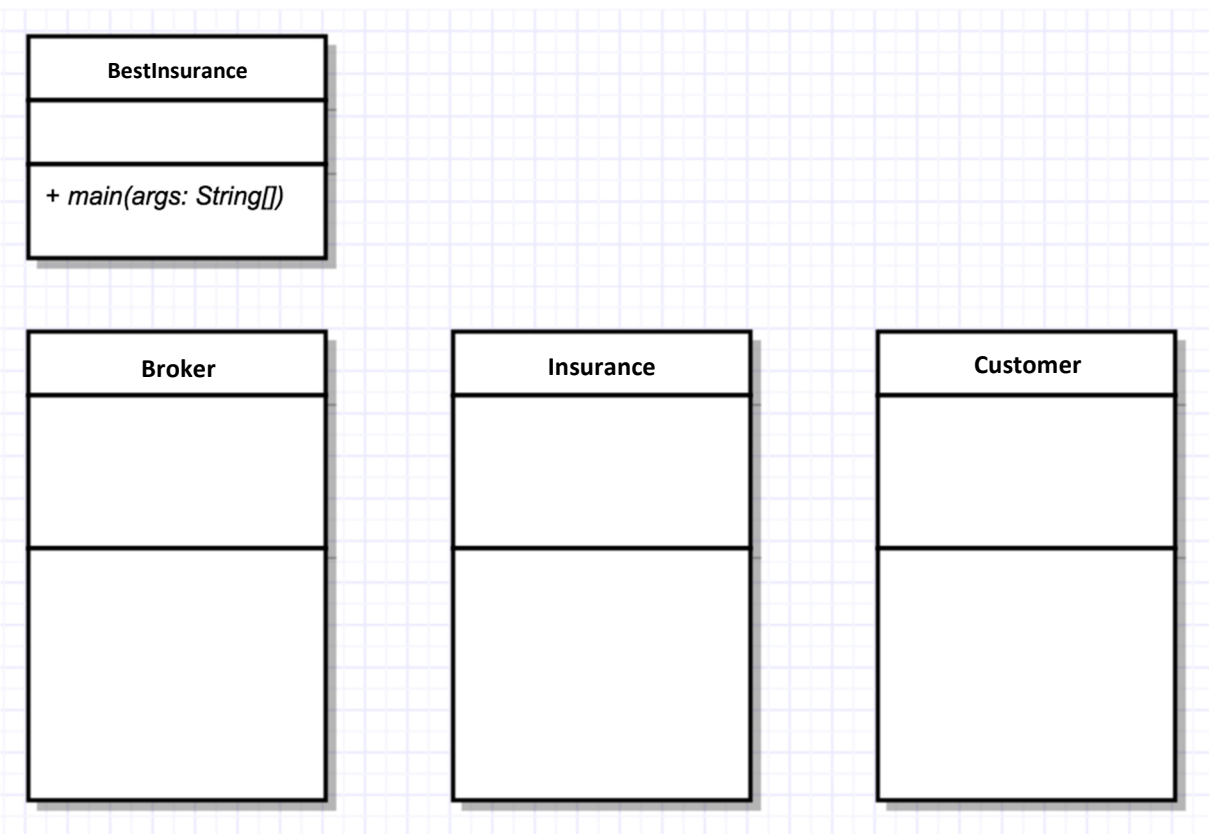 BestInsurance
+ main(args: String[])
Broker
Insurance
Customer